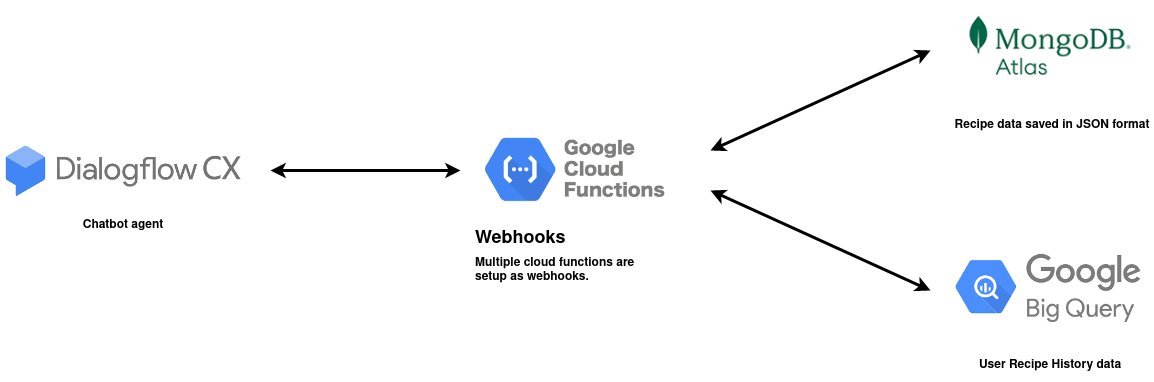 Dialogflow CX
Chatbot agent
Google
Cloud
Functions
Webhooks
Multiple cloud functions are
setup as webhooks.
MongoDB.
Atlas
Recipe data saved in JSON format
Google
Big Query
User Recipe History data